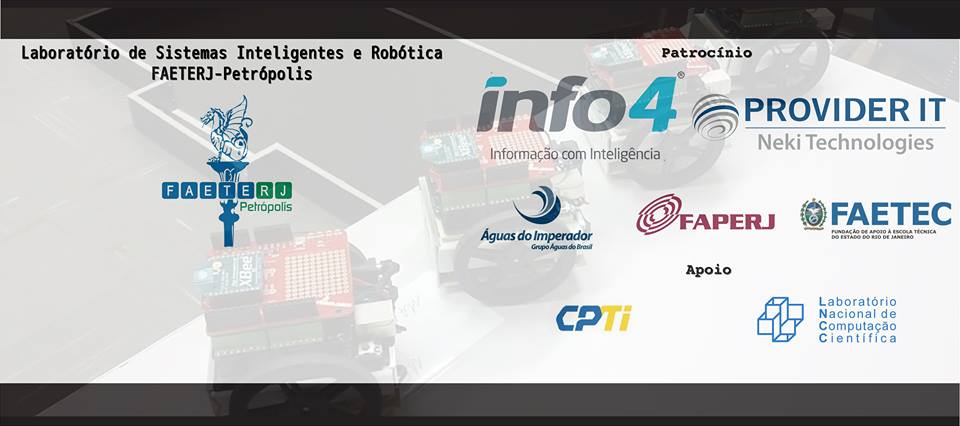 Laboratório de Sistemas Inteligentes e Robótica
FAETERJ-Petrópolis
FAETERJ
Petrópolis
XBee
Patrocínio
info4®
Informação com Inteligência
PROVIDER IT
Neki Technologies
Águas do Imperador
Grupo Águas do Brasil
FAPERJ
FAETEC
FUNDAÇÃO DE APOIO À ESCOLA TÉCNICA
DO ESTADO DO RIO DE JANEIRO
Apoio
CPTi
Laboratório
Nacional de
Computação
Científica